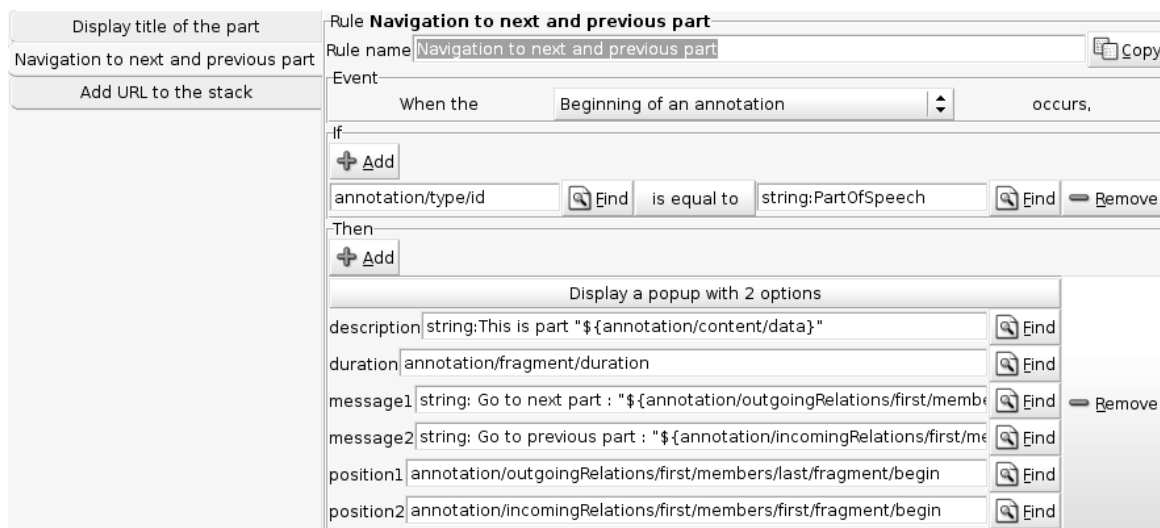 Display title of the part
Navigation to next and previous part
Add URL to the stack
Rule Navigation to next and previous part
Rule name Navigation to next and previous part Copy
Event
When the Beginning of an annotation occurs,
If
Add
annotation/type/id Find is equal to string:PartOfSpeech Find Remove
Then
Add
Display a popup with 2 options
description string:This is part "${annotation/content/data}" Find
duration annotation/fragment/duration Find
message1 string: Go to next part : "${annotation/outgoingRelations/first/membe Find Remove
message2 string: Go to previous part : "${annotation/incomingRelations/first/me Find
position1 annotation/outgoingRelations/first/members/last/fragment/begin Find
position2 annotation/incomingRelations/first/members/first/fragment/begin Find